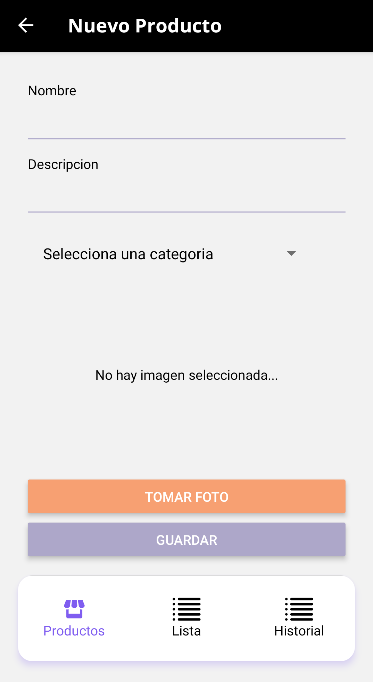 Nuevo Producto
Nombre
Descripcion
Selecciona una categoria
No hay imagen seleccionada...
TOMAR FOTO
GUARDAR
Productos
Lista
Historial